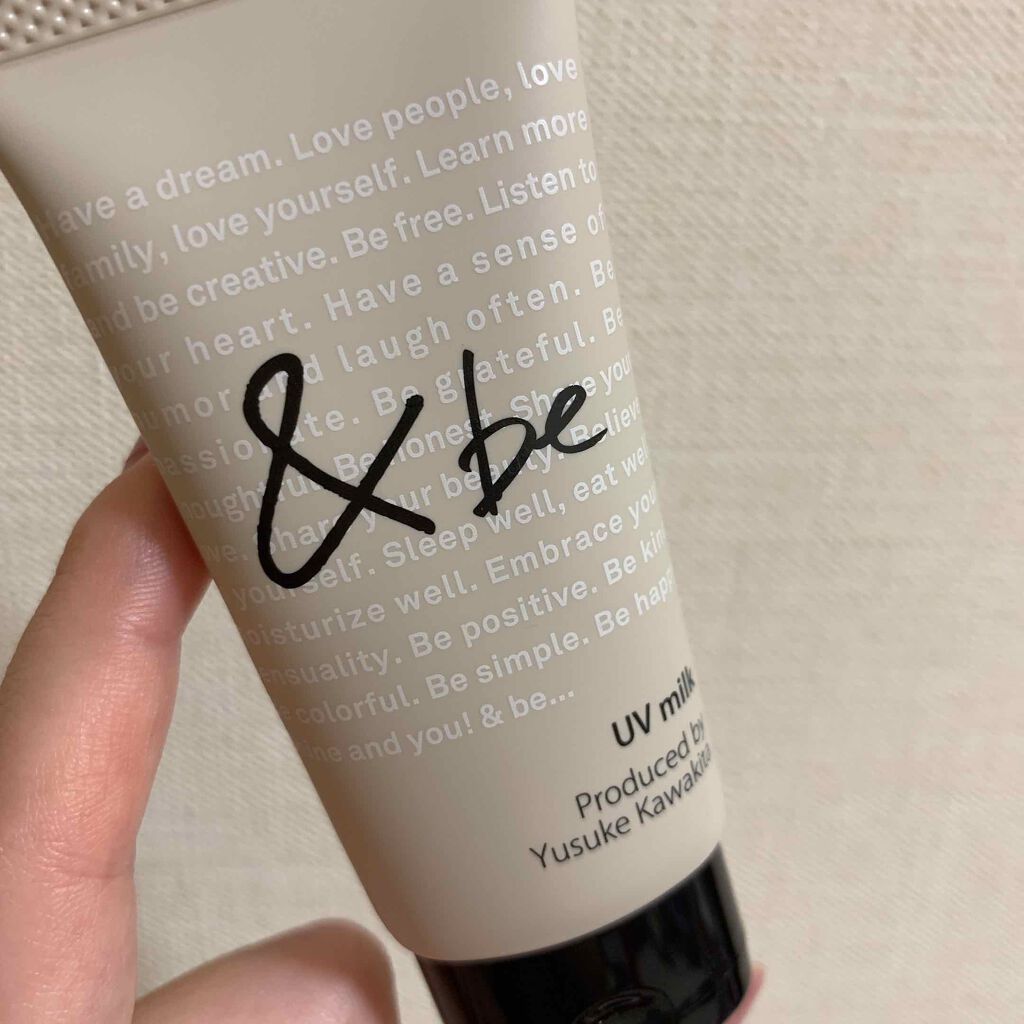 Have a dream. Love people, love
family, love yourself. Learn more
and be creative. Be free. Listen to
your heart. Have a sense of
humor and laugh often. Be
passionate. Be grateful. Be
thoughtful. Be honest. Share your
love. Share your beauty. Believe
yourself. Sleep well, eat well
moisturize well. Embrace your
sensuality. Be positive. Be kind
colorful. Be simple. Be happy
and you! & be...
& be
UV milk
Produced by
Yusuke Kawakita